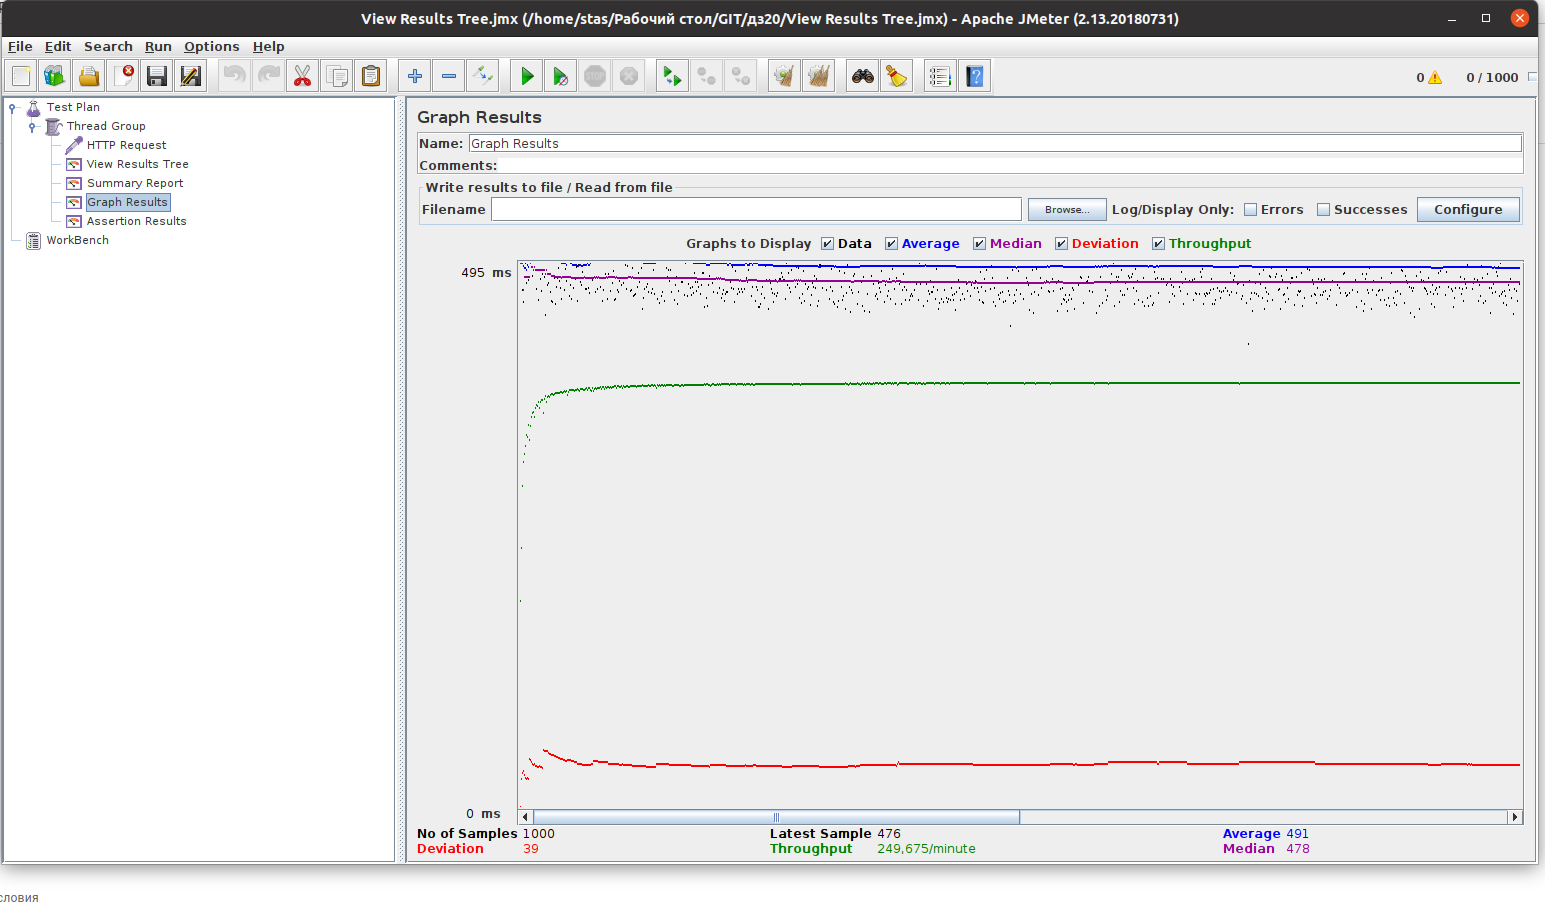 View Results Tree.jmx (/home/stas/Рабочий стол/GIT/дз20/View Results Tree.jmx) - Apache JMeter (2.13.20180731)
File Edit Search Run Options Help
STOP
0 0 / 1000
Test Plan
Thread Group
HTTP Request
View Results Tree
Summary Report
Graph Results
Assertion Results
WorkBench
Graph Results
Name: Graph Results
Comments:
Write results to file / Read from file
Filename Browse... Log/Display Only: Errors Successes Configure
Graphs to Display Data Average Median Deviation Throughput
495 ms
0 ms
No of Samples 1000 Latest Sample 476 Average 491
Deviation 39 Throughput 249,675/minute Median 478
словия